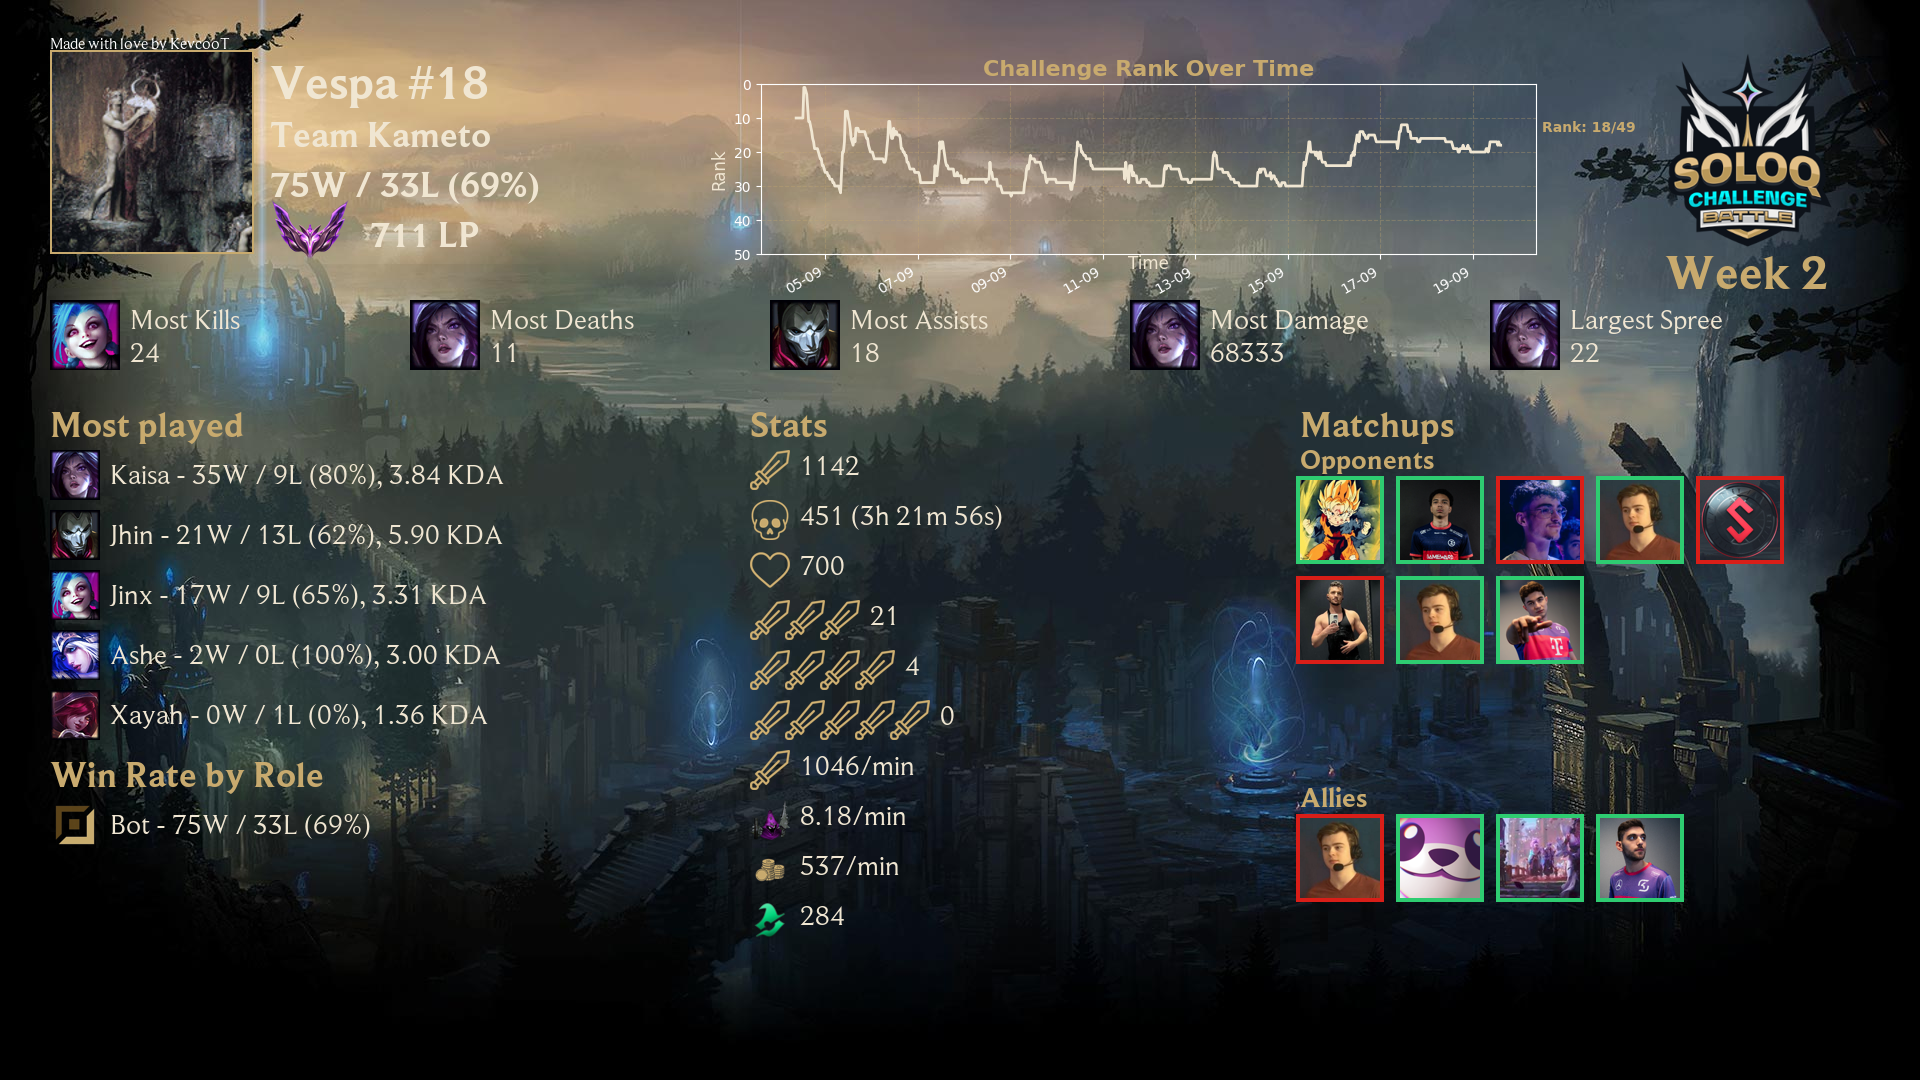 Made with love by KevcooT
Vespa #18
Team Kameto
75W / 33L (69%)
711 LP
Challenge Rank Over Time
Rank
0
10
20
30
40
50
05-09
07-09
09-09
11-09
13-09
15-09
17-09
19-09
Time
Rank: 18/49
SOLOQ
CHALLENGE
BATTLE
Week 2
Most Kills
24
Most Deaths
11
Most Assists
18
Most Damage
68333
Largest Spree
22
Most played
Kaisa - 35W / 9L (80%), 3.84 KDA
Jhin - 21W / 13L (62%), 5.90 KDA
Jinx - 17W / 9L (65%), 3.31 KDA
Ashe - 2W / 0L (100%), 3.00 KDA
Xayah - 0W / 1L (0%), 1.36 KDA
Win Rate by Role
Bot - 75W / 33L (69%)
Stats
1142
451 (3h 21m 56s)
700
21
4
0
1046/min
8.18/min
537/min
284
Matchups
Opponents
Allies